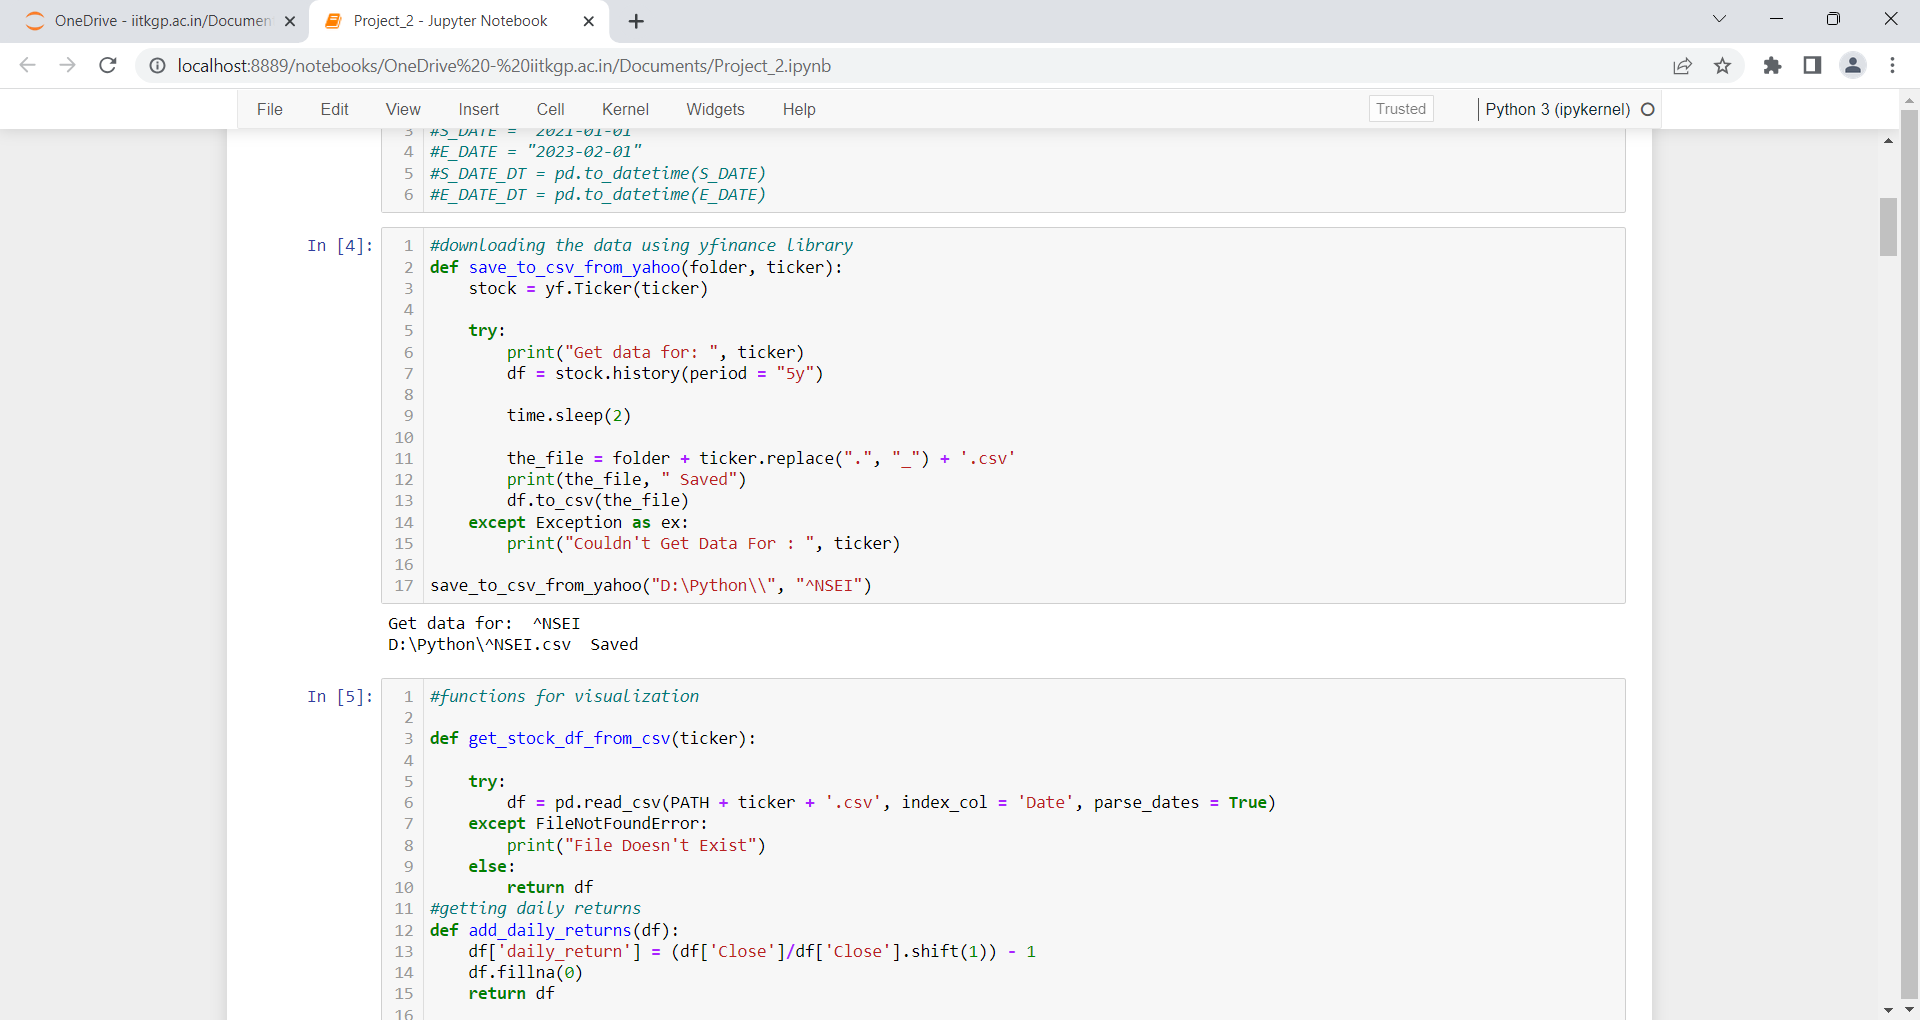 OneDrive - iitkgp.ac.in/Documen
Project_2 - Jupyter Notebook
localhost:8889/notebooks/OneDrive%20-%20iitkgp.ac.in/Documents/Project_2.ipynb
File Edit View Insert Cell Kernel Widgets Help Trusted Python 3 (ipykernel)
3 #S_DATE = "2021-01-01"
4 #E_DATE = "2023-02-01"
5 #S_DATE_DT = pd.to_datetime(S_DATE)
6 #E_DATE_DT = pd.to_datetime(E_DATE)
In [4]:
1 #downloading the data using yfinance library
2 def save_to_csv_from_yahoo(folder, ticker):
3     stock = yf.Ticker(ticker)
4
5     try:
6         print("Get data for: ", ticker)
7         df = stock.history(period = "5y")
8
9         time.sleep(2)
10
11         the_file = folder + ticker.replace(".", "_") + '.csv'
12         print(the_file, " Saved")
13         df.to_csv(the_file)
14     except Exception as ex:
15         print("Couldn't Get Data For : ", ticker)
16
17 save_to_csv_from_yahoo("D:\Python\\", "^NSEI")
Get data for:  ^NSEI
D:\Python\^NSEI.csv  Saved
In [5]:
1 #functions for visualization
2
3 def get_stock_df_from_csv(ticker):
4
5     try:
6         df = pd.read_csv(PATH + ticker + '.csv', index_col = 'Date', parse_dates = True)
7     except FileNotFoundError:
8         print("File Doesn't Exist")
9     else:
10         return df
11 #getting daily returns
12 def add_daily_returns(df):
13     df['daily_return'] = (df['Close']/df['Close'].shift(1)) - 1
14     df.fillna(0)
15     return df
16